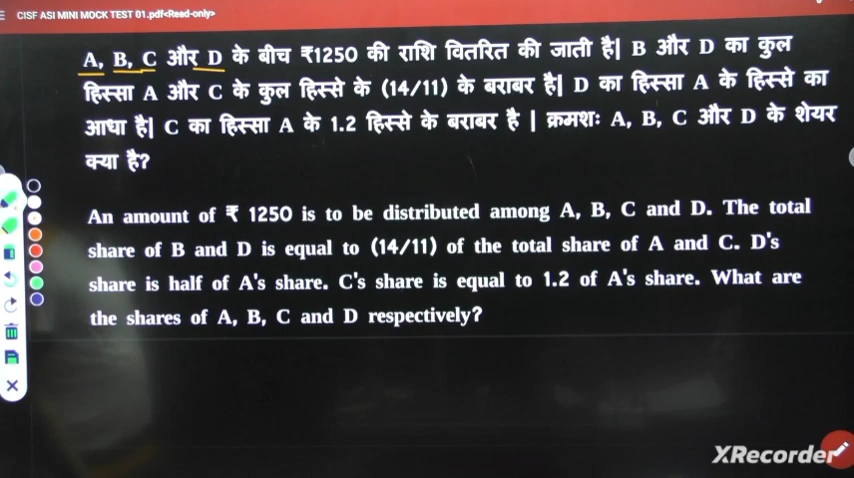 CISF ASI MINI MOCK TEST 01.pdf<Read-only>
A, B, C और D के बीच ₹1250 की राशि वितरित की जाती है| B और D का कुल
हिस्सा A और C के कुल हिस्से के (14/11) के बराबर है| D का हिस्सा A के हिस्से का
आधा है| C का हिस्सा A के 1.2 हिस्से के बराबर है | क्रमशः A, B, C और D के शेयर
क्या है?
An amount of ₹ 1250 is to be distributed among A, B, C and D. The total
share of B and D is equal to (14/11) of the total share of A and C. D's
share is half of A's share. C's share is equal to 1.2 of A's share. What are
the shares of A, B, C and D respectively?
XRecorder